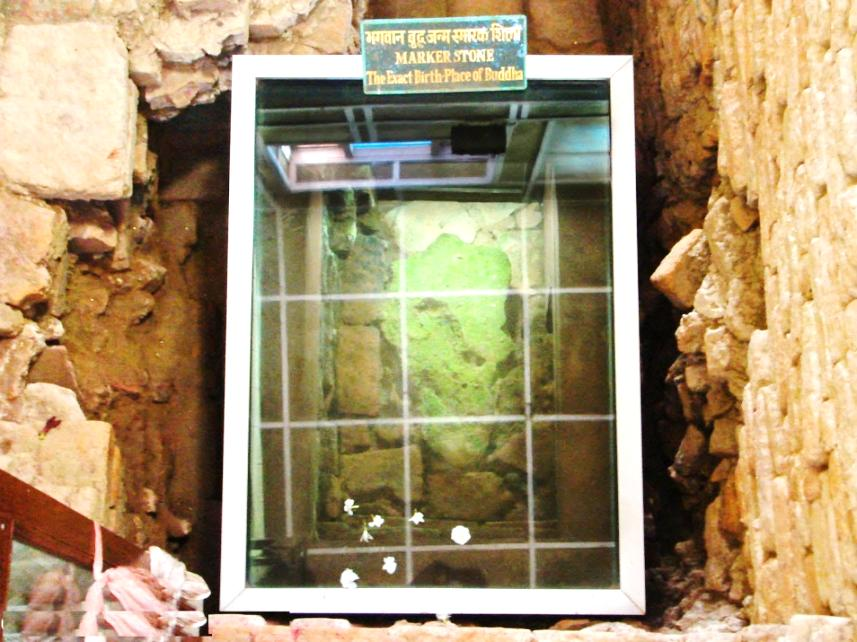 भगवान बुद्ध जन्म स्मारक शिला
MARKER STONE
The Exact Birth-Place of Buddha